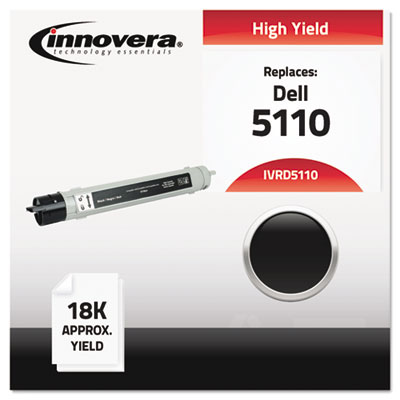 innovera®
technology essentials
High Yield
Replaces:
Dell
5110
IVRD5110
18K
APPROX.
YIELD